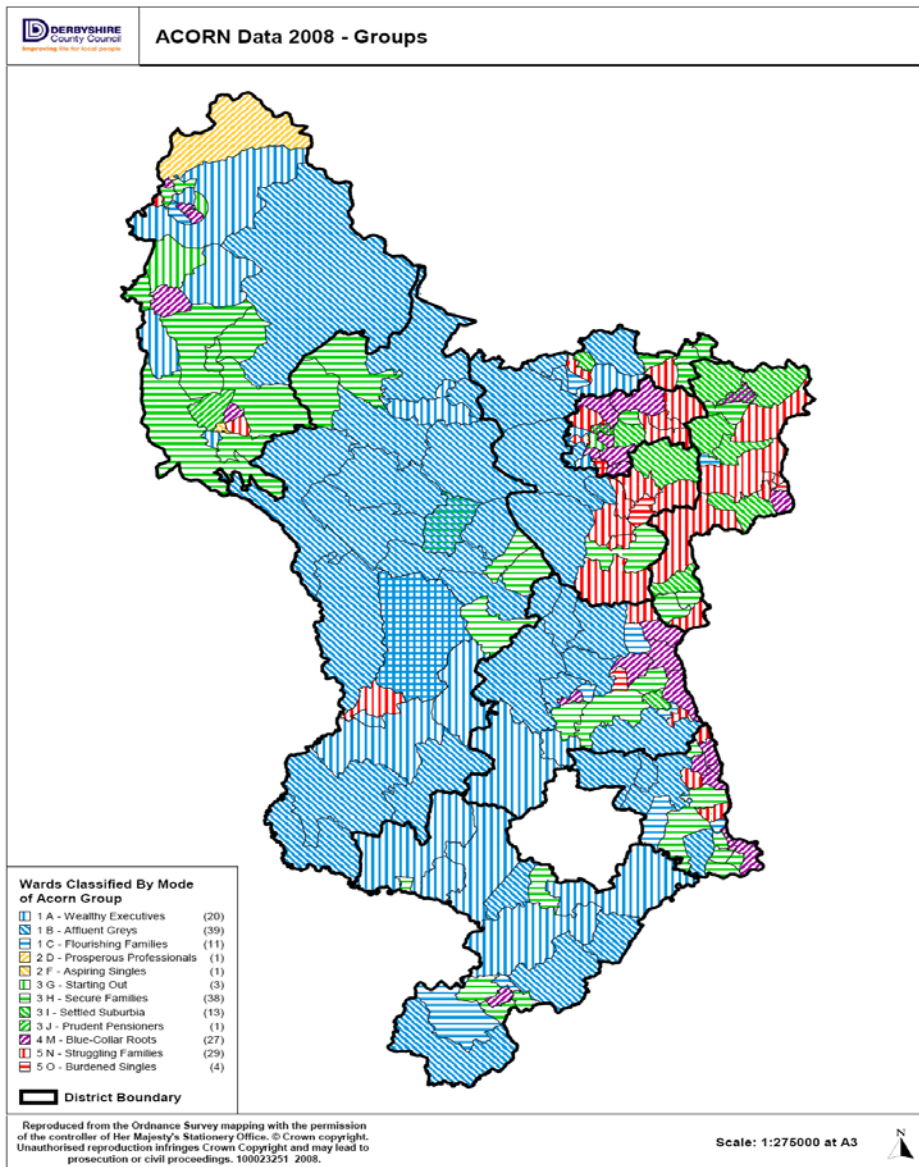 DERBYSHIRE
County Council
Improving life for local people
ACORN Data 2008 - Groups
Wards Classified By Mode
of Acorn Group
1 A - Wealthy Executives (20)
1 B - Affluent Greys (39)
1 C - Flourishing Families (11)
2 D - Prosperous Professionals (1)
2 F - Aspiring Singles (1)
3 G - Starting Out (3)
3 H - Secure Families (38)
3 I - Settled Suburbia (13)
3 J - Prudent Pensioners (1)
4 M - Blue-Collar Roots (27)
5 N - Struggling Families (29)
5 O - Burdened Singles (4)
District Boundary
Reproduced from the Ordnance Survey mapping with the permission
of the controller of Her Majesty's Stationery Office. © Crown copyright.
Unauthorised reproduction infringes Crown Copyright and may lead to
prosecution or civil proceedings. 100023251 2008.
Scale: 1:275000 at A3
N